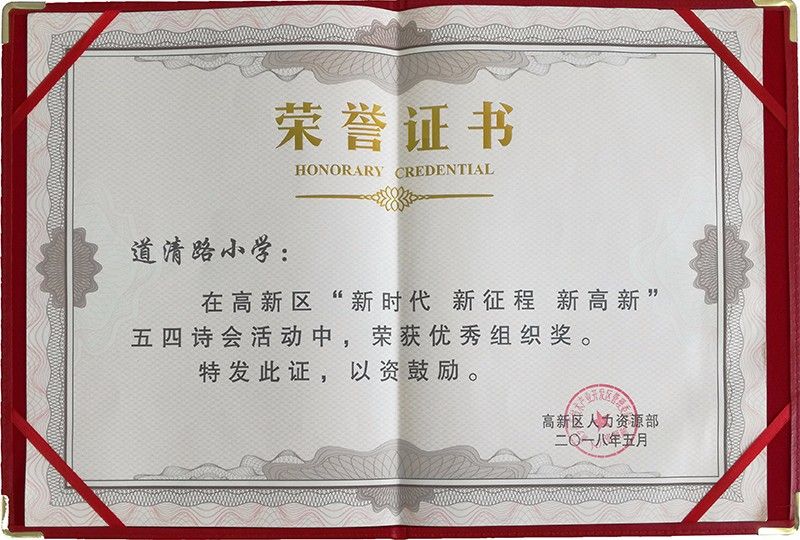 荣誉证书
HONORARY CREDENTIAL
道清路小学：
在高新区“新时代 新征程 新高新”
五四诗会活动中，荣获优秀组织奖。
特发此证，以资鼓励。
高新区人力资源部
二〇一八年五月